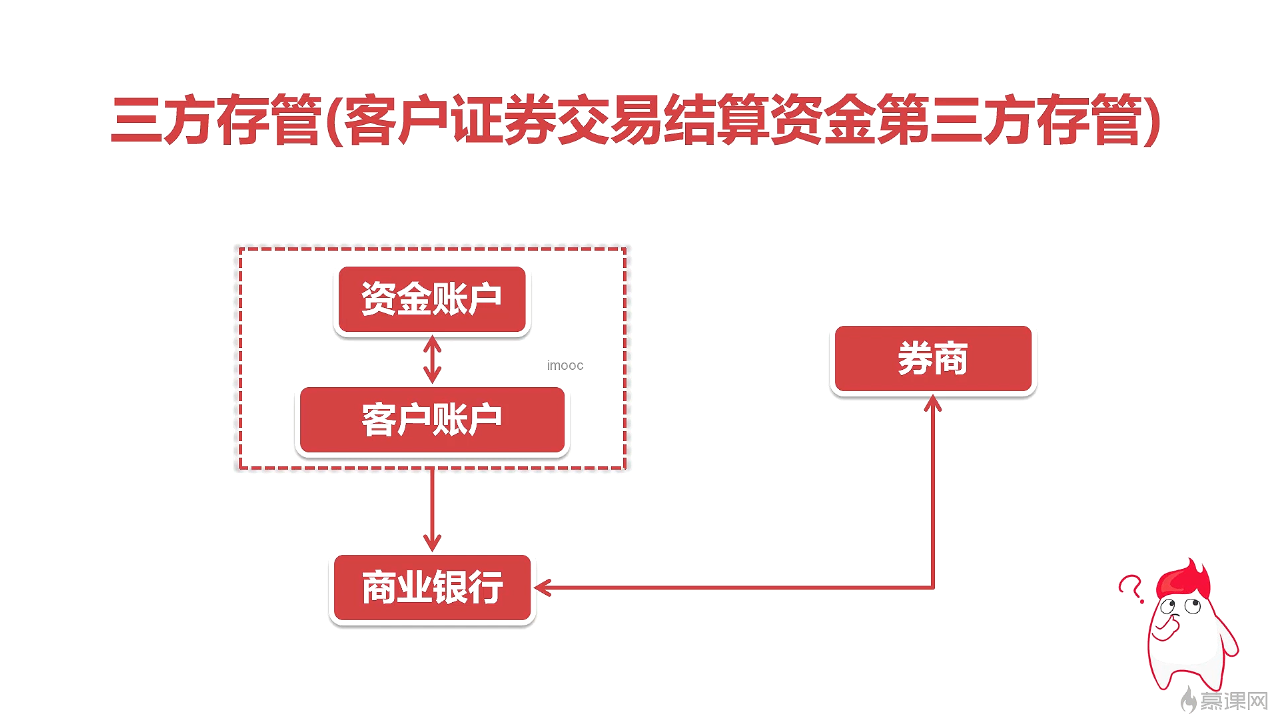 三方存管(客户证券交易结算资金第三方存管)
资金账户
imooc
客户账户
券商
商业银行
?
慕课网